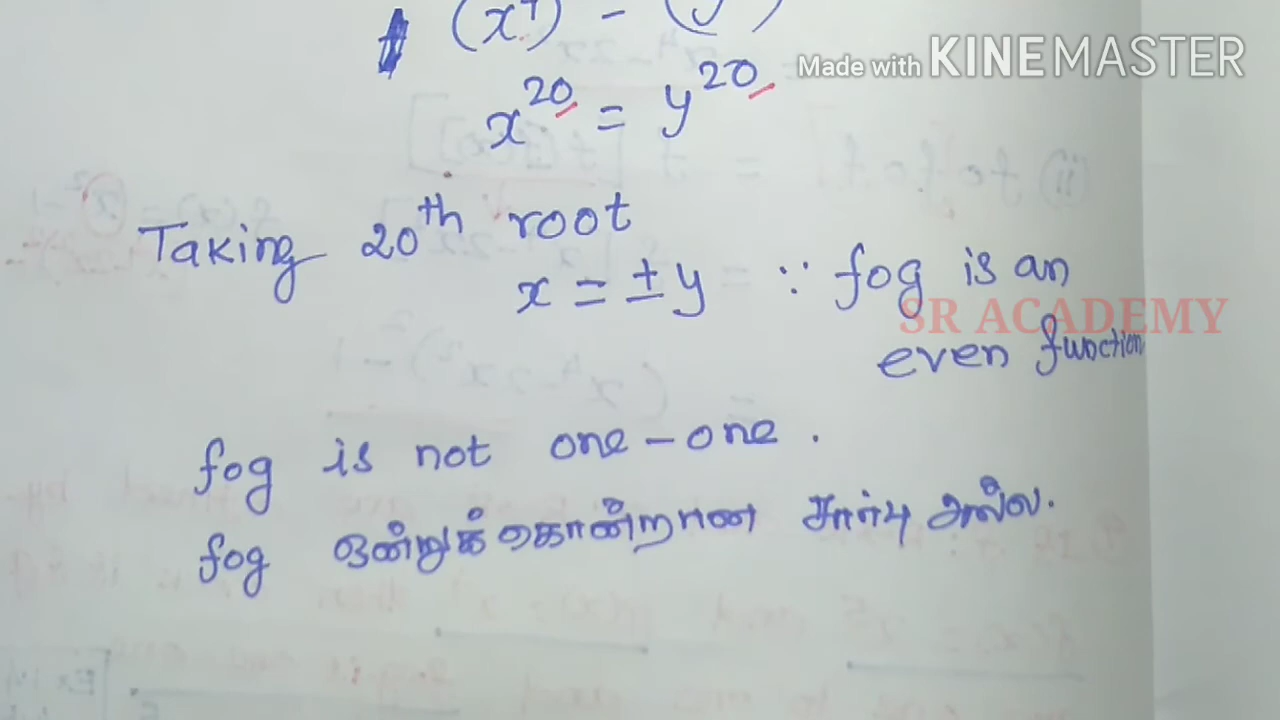 (x⁴) - (y )
Made with KINEMASTER
x²⁰ = y²⁰
Taking 20th root
x = ± y ∵ fog is an
SR ACADEMY
even function
fog is not one-one.
fog ஒன்றுக்கொன்றான சார்பு அல்ல.